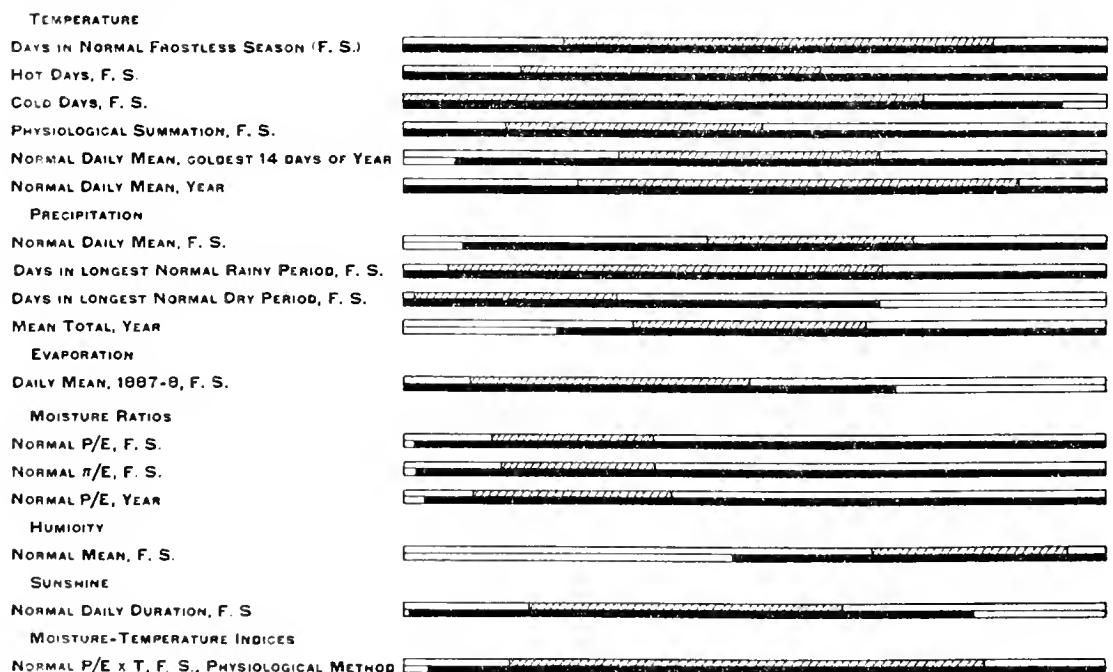 TEMPERATURE
DAYS IN NORMAL FROSTLESS SEASON (F. S.)
HOT DAYS, F. S.
COLD DAYS, F. S.
PHYSIOLOGICAL SUMMATION, F. S.
NORMAL DAILY MEAN, COLDEST 14 DAYS OF YEAR
NORMAL DAILY MEAN, YEAR
PRECIPITATION
NORMAL DAILY MEAN, F. S.
DAYS IN LONGEST NORMAL RAINY PERIOD, F. S.
DAYS IN LONGEST NORMAL DRY PERIOD, F. S.
MEAN TOTAL, YEAR
EVAPORATION
DAILY MEAN, 1887-8, F. S.
MOISTURE RATIOS
NORMAL P/E, F. S.
NORMAL π/E, F. S.
NORMAL P/E, YEAR
HUMIDITY
NORMAL MEAN, F. S.
SUNSHINE
NORMAL DAILY DURATION, F. S
MOISTURE-TEMPERATURE INDICES
NORMAL P/E x T, F. S., PHYSIOLOGICAL METHOD